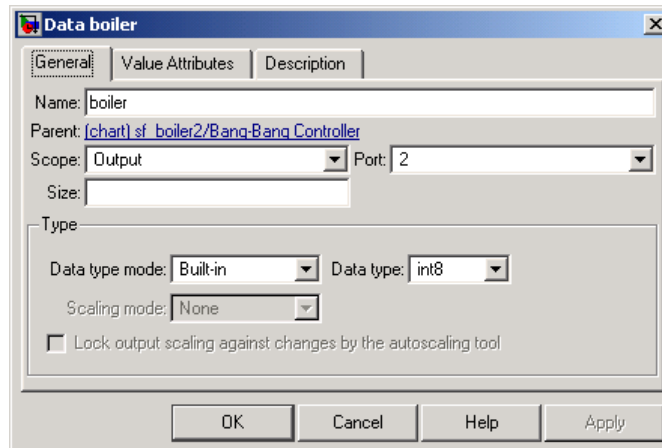 Data boiler
General Value Attributes Description
Name: boiler
Parent: (chart) sf_boiler2/Bang-Bang Controller
Scope: Output Port: 2
Size:
Type
Data type mode: Built-in Data type: int8
Scaling mode: None
Lock output scaling against changes by the autoscaling tool
OK Cancel Help Apply